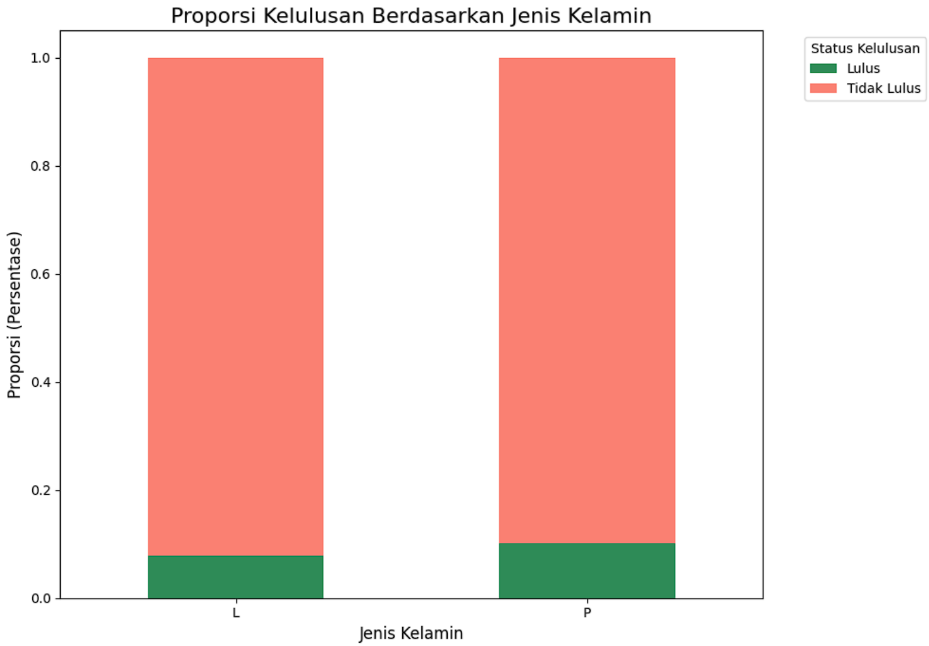 Proporsi Kelulusan Berdasarkan Jenis Kelamin
Status Kelulusan
Lulus
Tidak Lulus
Proporsi (Persentase)
1.0
0.8
0.6
0.4
0.2
0.0
L
P
Jenis Kelamin